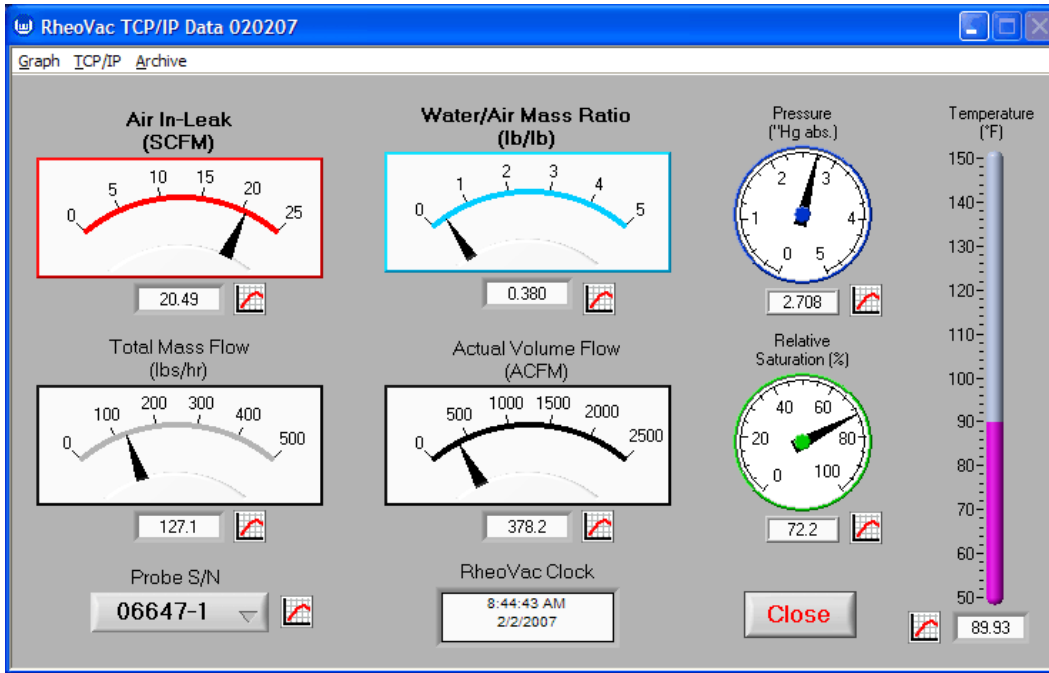 RheoVac TCP/IP Data 020207
Graph TCP/IP Archive
Air In-Leak
(SCFM)
0 5 10 15 20 25
20.49
Water/Air Mass Ratio
(lb/lb)
0 1 2 3 4 5
0.380
Pressure
("Hg abs.)
0 1 2 3 4 5
2.708
Temperature
(°F)
150
140
130
120
110
100
90
80
70
60
50
89.93
Total Mass Flow
(lbs/hr)
0 100 200 300 400 500
127.1
Actual Volume Flow
(ACFM)
0 500 1000 1500 2000 2500
378.2
Relative
Saturation (%)
0 20 40 60 80 100
72.2
Probe S/N
06647-1
RheoVac Clock
8:44:43 AM
2/2/2007
Close